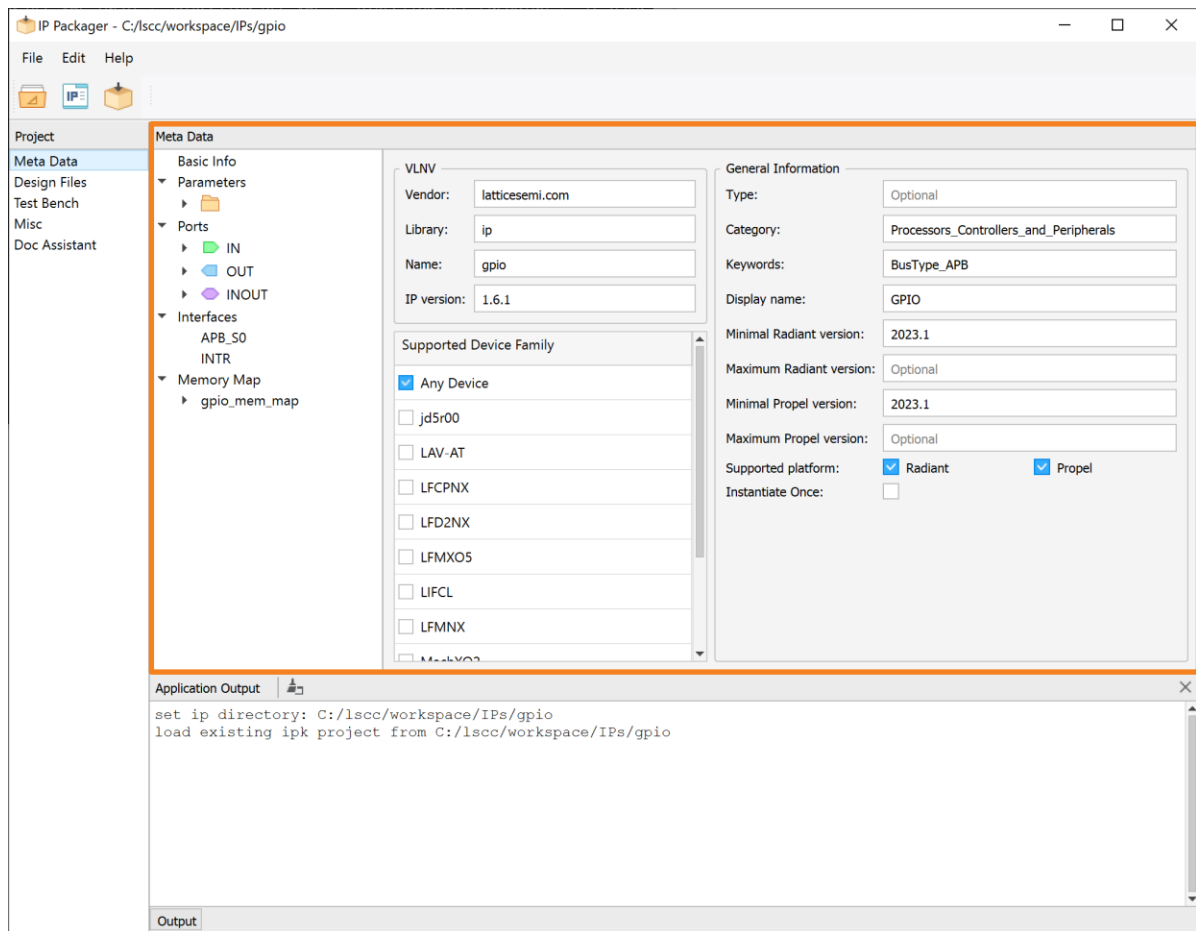 IP Packager - C:/lscc/workspace/IPs/gpio
File Edit Help
IP
Project
Meta Data
Design Files
Test Bench
Misc
Doc Assistant
Meta Data
Basic Info
Parameters
Ports
IN
OUT
INOUT
Interfaces
APB_S0
INTR
Memory Map
gpio_mem_map
VLNV
Vendor: latticesemi.com
Library: ip
Name: gpio
IP version: 1.6.1
Supported Device Family
Any Device
jd5r00
LAV-AT
LFCPNX
LFD2NX
LFMXO5
LIFCL
LFMNX
General Information
Type: Optional
Category: Processors_Controllers_and_Peripherals
Keywords: BusType_APB
Display name: GPIO
Minimal Radiant version: 2023.1
Maximum Radiant version: Optional
Minimal Propel version: 2023.1
Maximum Propel version: Optional
Supported platform: Radiant Propel
Instantiate Once:
Application Output
set ip directory: C:/lscc/workspace/IPs/gpio
load existing ipk project from C:/lscc/workspace/IPs/gpio
Output